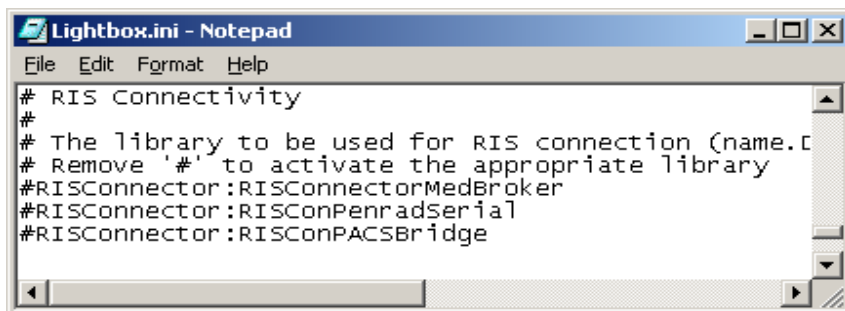 Lightbox.ini - Notepad
File Edit Format Help
# RIS Connectivity
#
# The library to be used for RIS connection (name.D
# Remove '#' to activate the appropriate library
#RISConnector:RISConnectorMedBroker
#RISConnector:RISConPenradSerial
#RISConnector:RISConPACSBridge